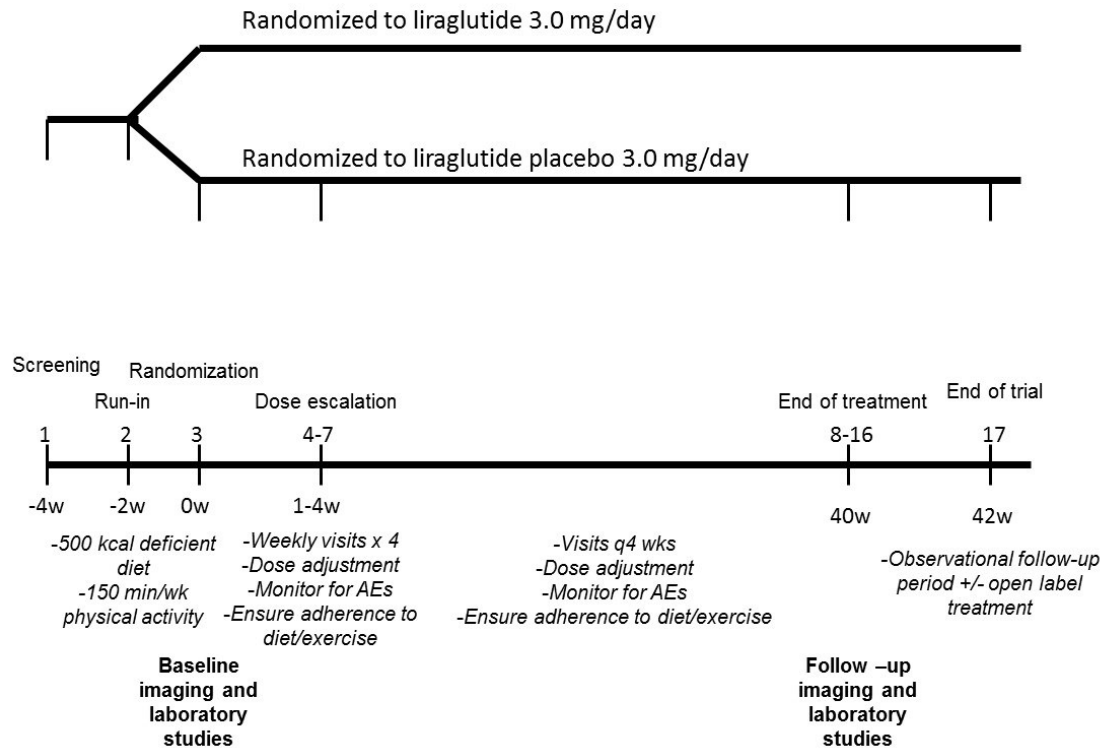 Randomized to liraglutide 3.0 mg/day
Randomized to liraglutide placebo 3.0 mg/day
Screening
Randomization
Run-in
Dose escalation
End of treatment
End of trial
1
2
3
4-7
8-16
17
-4w
-2w
0w
1-4w
40w
42w
-500 kcal deficient
diet
-150 min/wk
physical activity
-Weekly visits x 4
-Dose adjustment
-Monitor for AEs
-Ensure adherence to
diet/exercise
-Visits q4 wks
-Dose adjustment
-Monitor for AEs
-Ensure adherence to diet/exercise
-Observational follow-up
period +/- open label
treatment
Baseline
imaging and
laboratory
studies
Follow –up
imaging and
laboratory
studies